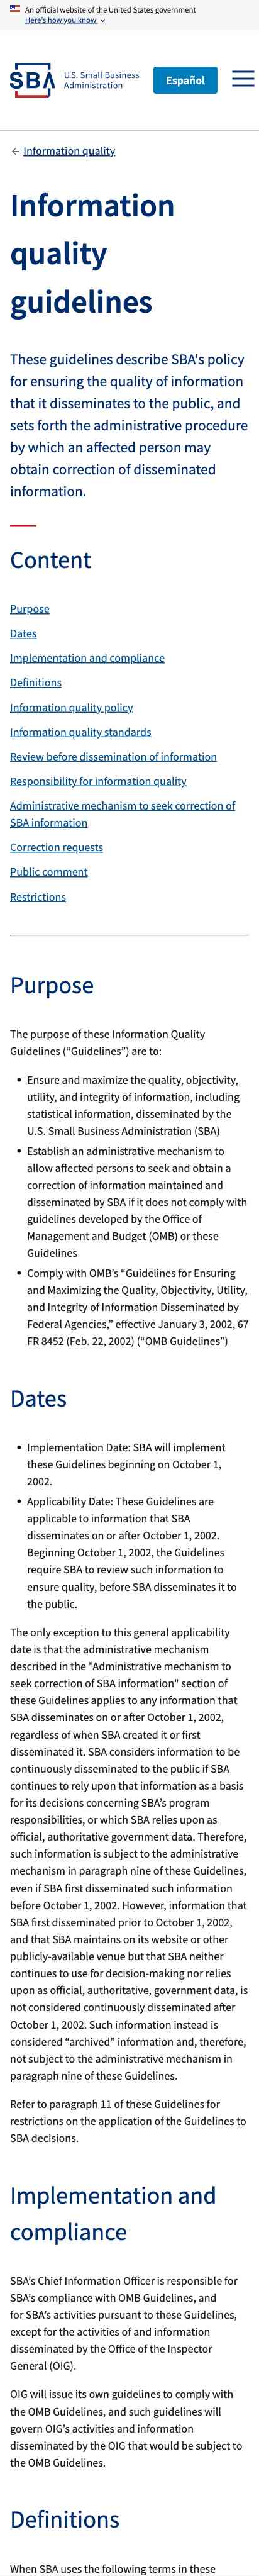 An official website of the United States government
Here's how you know
SBA
U.S. Small Business
Administration
Español
Information quality
Information
quality
guidelines
These guidelines describe SBA's policy
for ensuring the quality of information
that it disseminates to the public, and
sets forth the administrative procedure
by which an affected person may
obtain correction of disseminated
information.
Content
Purpose
Dates
Implementation and compliance
Definitions
Information quality policy
Information quality standards
Review before dissemination of information
Responsibility for information quality
Administrative mechanism to seek correction of
SBA information
Correction requests
Public comment
Restrictions
Purpose
The purpose of these Information Quality
Guidelines (“Guidelines”) are to:
• Ensure and maximize the quality, objectivity,
utility, and integrity of information, including
statistical information, disseminated by the
U.S. Small Business Administration (SBA)
• Establish an administrative mechanism to
allow affected persons to seek and obtain a
correction of information maintained and
disseminated by SBA if it does not comply with
guidelines developed by the Office of
Management and Budget (OMB) or these
Guidelines
• Comply with OMB’s “Guidelines for Ensuring
and Maximizing the Quality, Objectivity, Utility,
and Integrity of Information Disseminated by
Federal Agencies,” effective January 3, 2002, 67
FR 8452 (Feb. 22, 2002) (“OMB Guidelines”)
Dates
• Implementation Date: SBA will implement
these Guidelines beginning on October 1,
2002.
• Applicability Date: These Guidelines are
applicable to information that SBA
disseminates on or after October 1, 2002.
Beginning October 1, 2002, the Guidelines
require SBA to review such information to
ensure quality, before SBA disseminates it to
the public.
The only exception to this general applicability
date is that the administrative mechanism
described in the "Administrative mechanism to
seek correction of SBA information" section of
these Guidelines applies to any information that
SBA disseminates on or after October 1, 2002,
regardless of when SBA created it or first
disseminated it. SBA considers information to be
continuously disseminated to the public if SBA
continues to rely upon that information as a basis
for its decisions concerning SBA’s program
responsibilities, or which SBA relies upon as
official, authoritative government data. Therefore,
such information is subject to the administrative
mechanism in paragraph nine of these Guidelines,
even if SBA first disseminated such information
before October 1, 2002. However, information that
SBA first disseminated prior to October 1, 2002,
and that SBA maintains on its website or other
publicly-available venue but that SBA neither
continues to use for decision-making nor relies
upon as official, authoritative, government data, is
not considered continuously disseminated after
October 1, 2002. Such information instead is
considered “archived” information and, therefore,
not subject to the administrative mechanism in
paragraph nine of these Guidelines.
Refer to paragraph 11 of these Guidelines for
restrictions on the application of the Guidelines to
SBA decisions.
Implementation and
compliance
SBA’s Chief Information Officer is responsible for
SBA’s compliance with OMB Guidelines, and
for SBA’s activities pursuant to these Guidelines,
except for the activities of and information
disseminated by the Office of the Inspector
General (OIG).
OIG will issue its own guidelines to comply with
the OMB Guidelines, and such guidelines will
govern OIG’s activities and information
disseminated by the OIG that would be subject to
the OMB Guidelines.
Definitions
When SBA uses the following terms in these